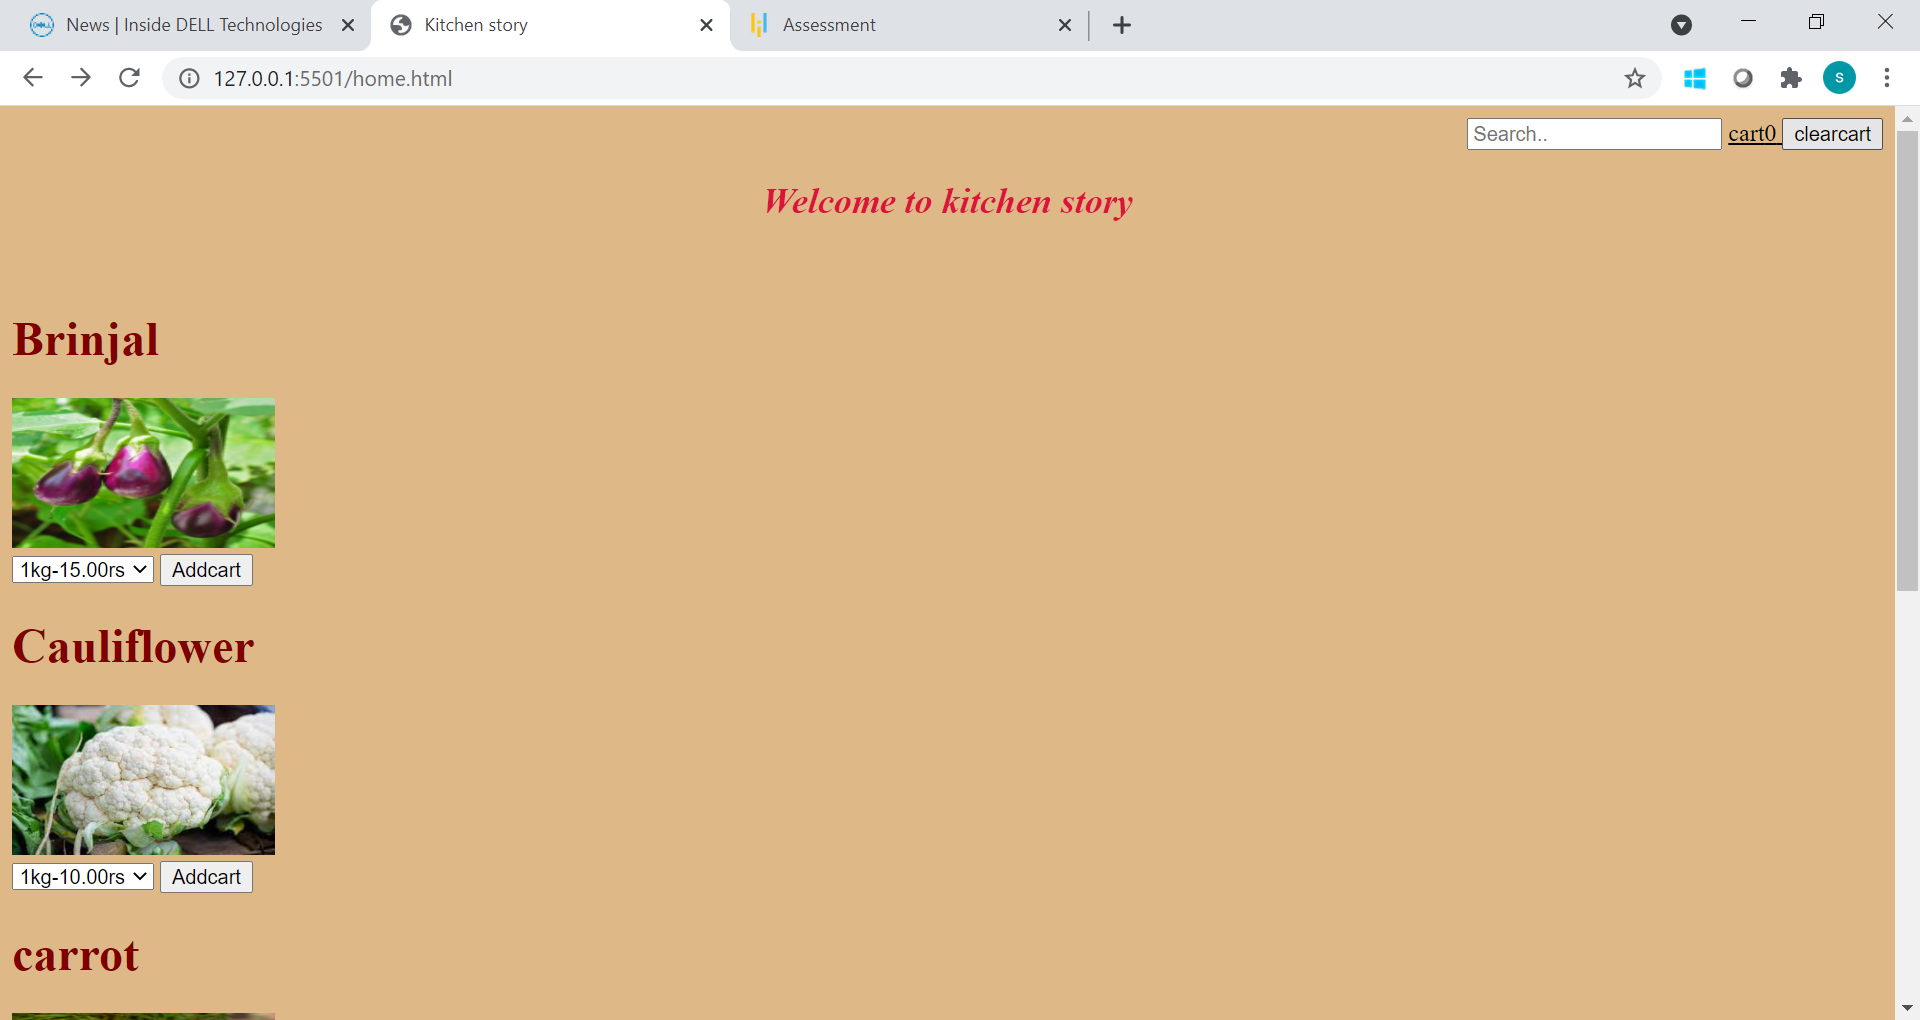 News | Inside DELL Technologies
Kitchen story
Assessment
127.0.0.1:5501/home.html
s
Search..
cart0
clearcart
Welcome to kitchen story
Brinjal
1kg-15.00rs
Addcart
Cauliflower
1kg-10.00rs
Addcart
carrot